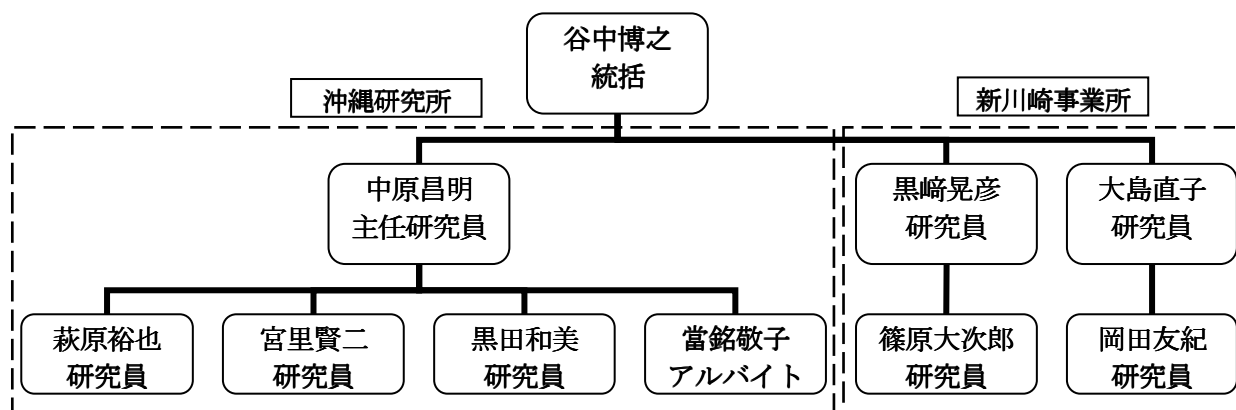 谷中博之
統括
沖縄研究所
新川崎事業所
中原昌明
主任研究員
黒﨑晃彦
研究員
大島直子
研究員
萩原裕也
研究員
宮里賢二
研究員
黒田和美
研究員
當銘敬子
アルバイト
篠原大次郎
研究員
岡田友紀
研究員